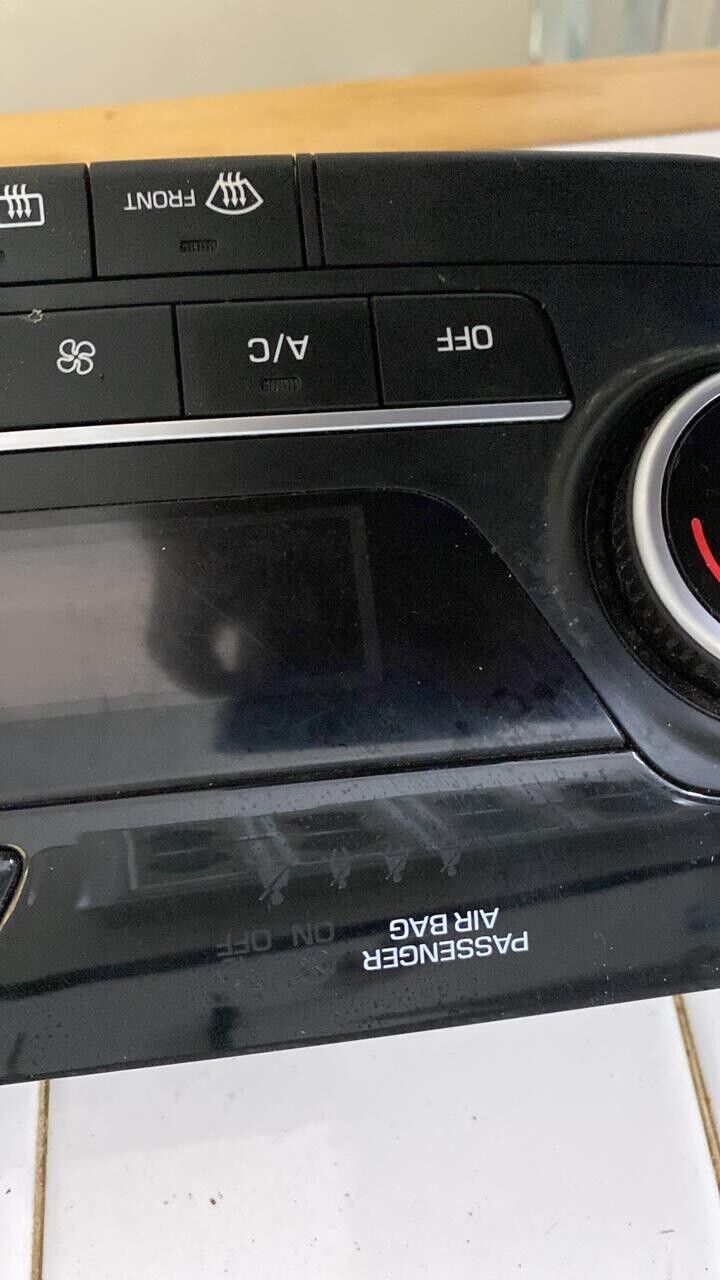 PASSENGER
AIR BAG
ON OFF
OFF
A/C
FRONT